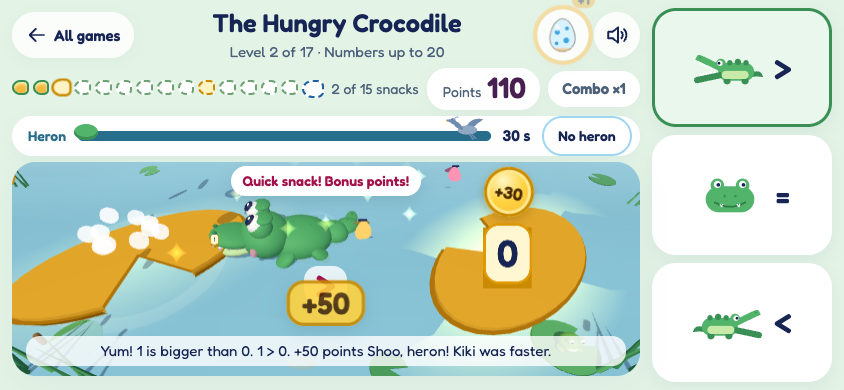 ← All games
The Hungry Crocodile
Level 2 of 17 · Numbers up to 20
2 of 15 snacks
Points 110
Combo ×1
Heron
30 s
No heron
Quick snack! Bonus points!
+30
0
+50
Yum! 1 is bigger than 0. 1 > 0. +50 points Shoo, heron! Kiki was faster.
>
=
<